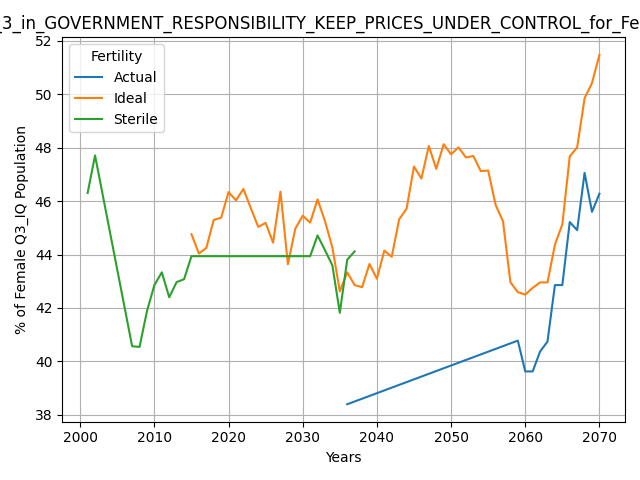 _3_in_GOVERNMENT_RESPONSIBILITY_KEEP_PRICES_UNDER_CONTROL_for_Fe
Fertility
Actual
Ideal
Sterile
% of Female Q3_IQ Population
52
50
48
46
44
42
40
38
2000 2010 2020 2030 2040 2050 2060 2070
Years